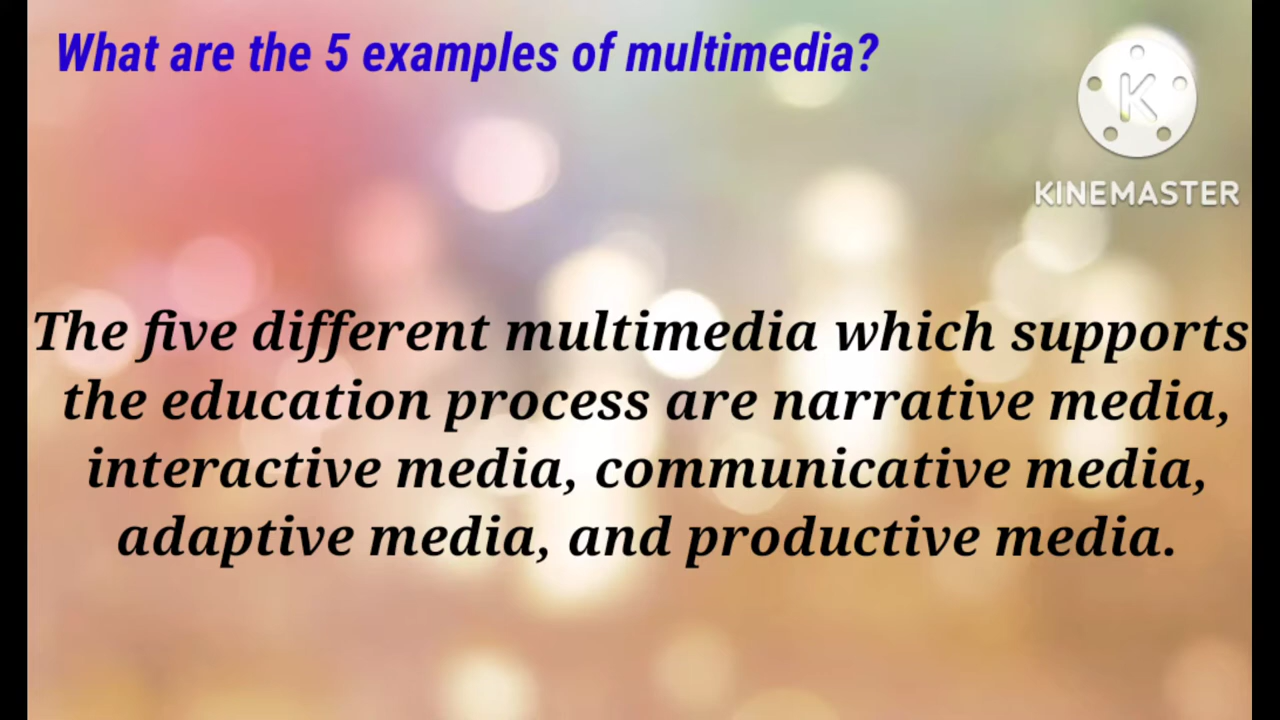 What are the 5 examples of multimedia?
K
KINEMASTER
The five different multimedia which supports
the education process are narrative media,
interactive media, communicative media,
adaptive media, and productive media.